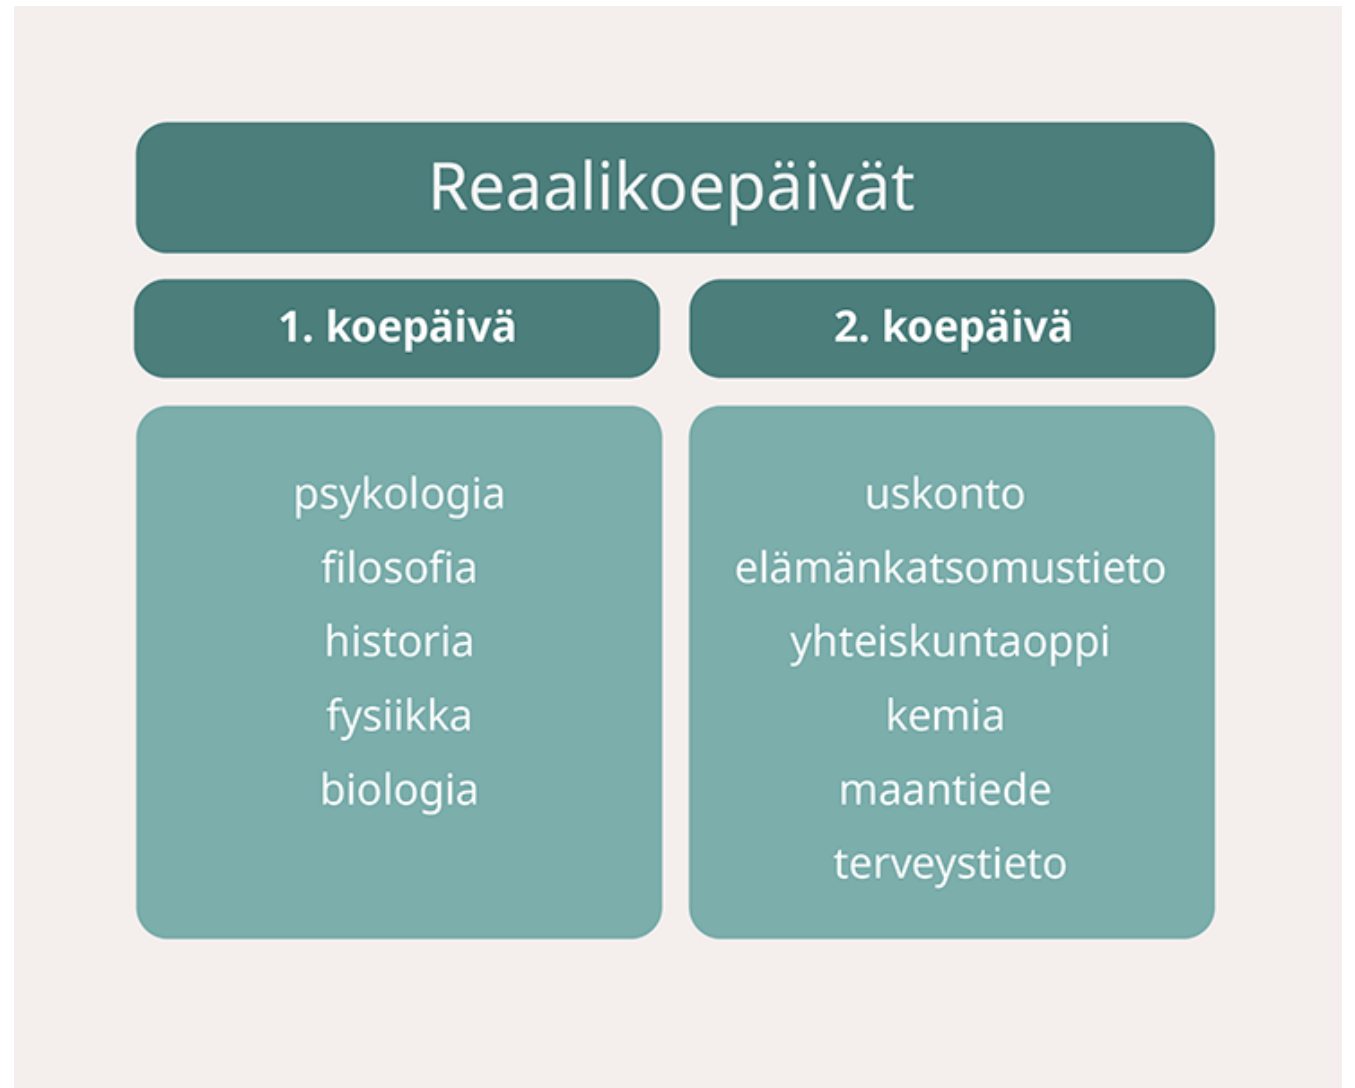 Reaalikoepäivät
1. koepäivä
psykologia
filosofia
historia
fysiikka
biologia
2. koepäivä
uskonto
elämänkatsomustieto
yhteiskuntaoppi
kemia
maantiede
terveystieto